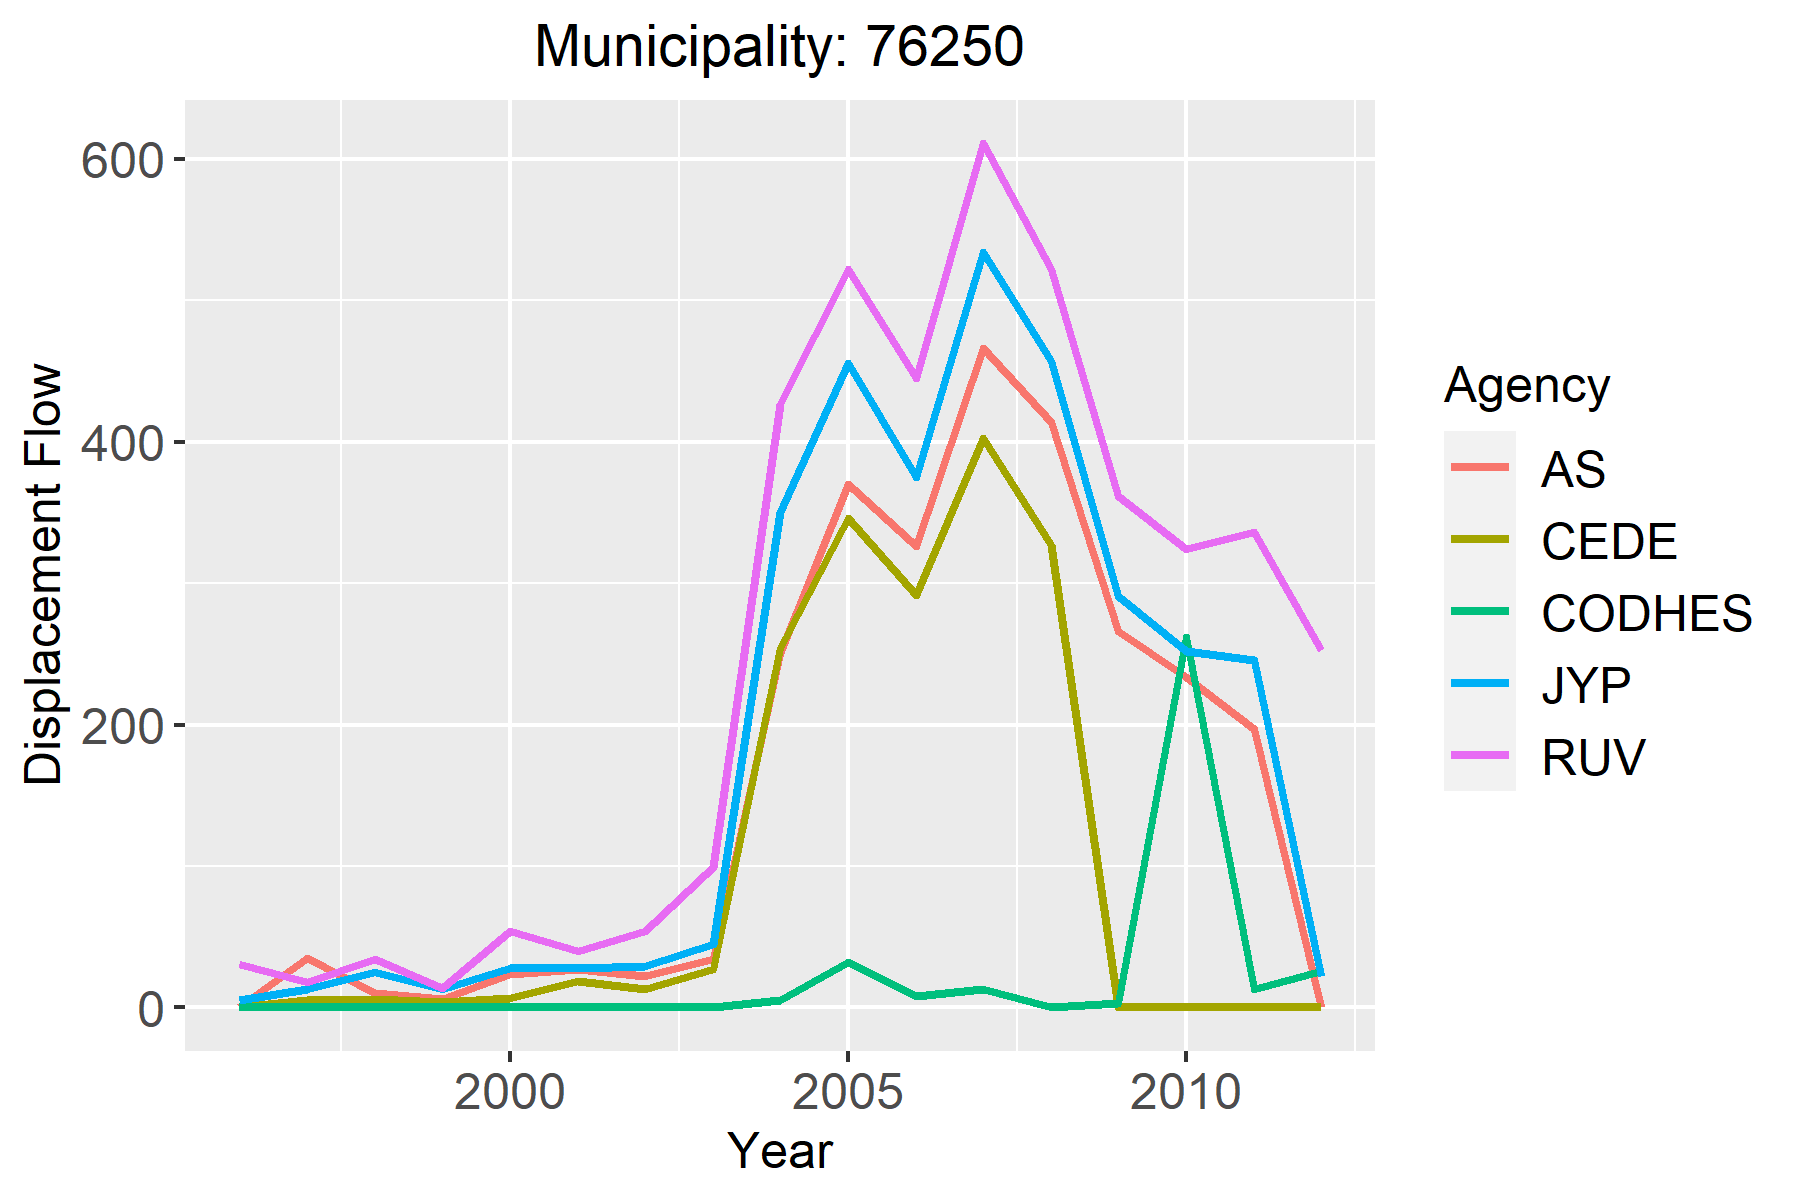 Municipality: 76250
600
400
200
0
Displacement Flow
2000
2005
2010
Year
Agency
AS
CEDE
CODHES
JYP
RUV